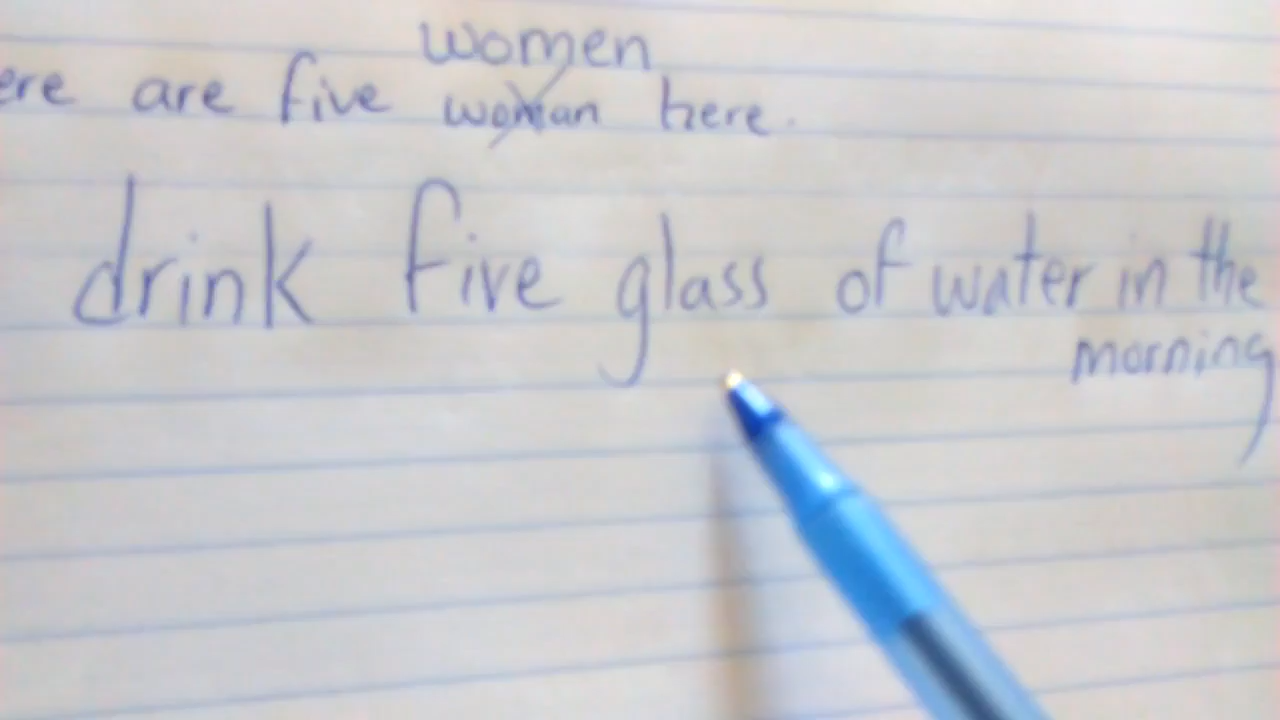 women
ere are five woman here.
drink five glass of water in the
morning